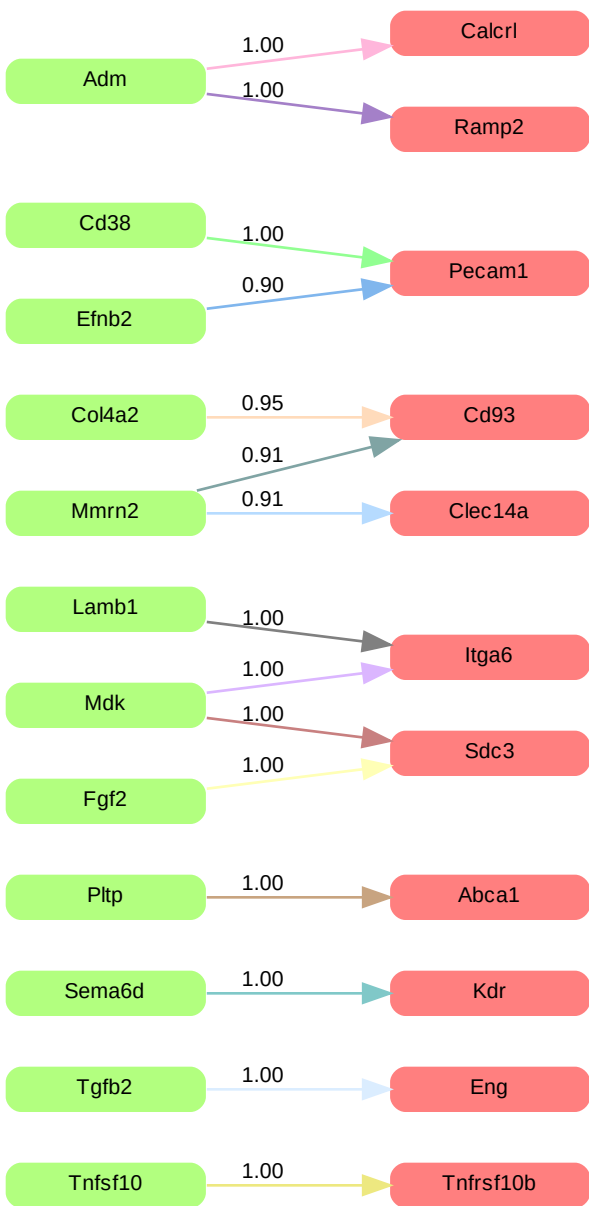 Adm
1.00
Calcrl
1.00
Ramp2
Cd38
1.00
Pecam1
Efnb2
0.90
Col4a2
0.95
Cd93
Mmrn2
0.91
0.91
Clec14a
Lamb1
1.00
Itga6
Mdk
1.00
1.00
Sdc3
Fgf2
1.00
Pltp
1.00
Abca1
Sema6d
1.00
Kdr
Tgfb2
1.00
Eng
Tnfsf10
1.00
Tnfrsf10b